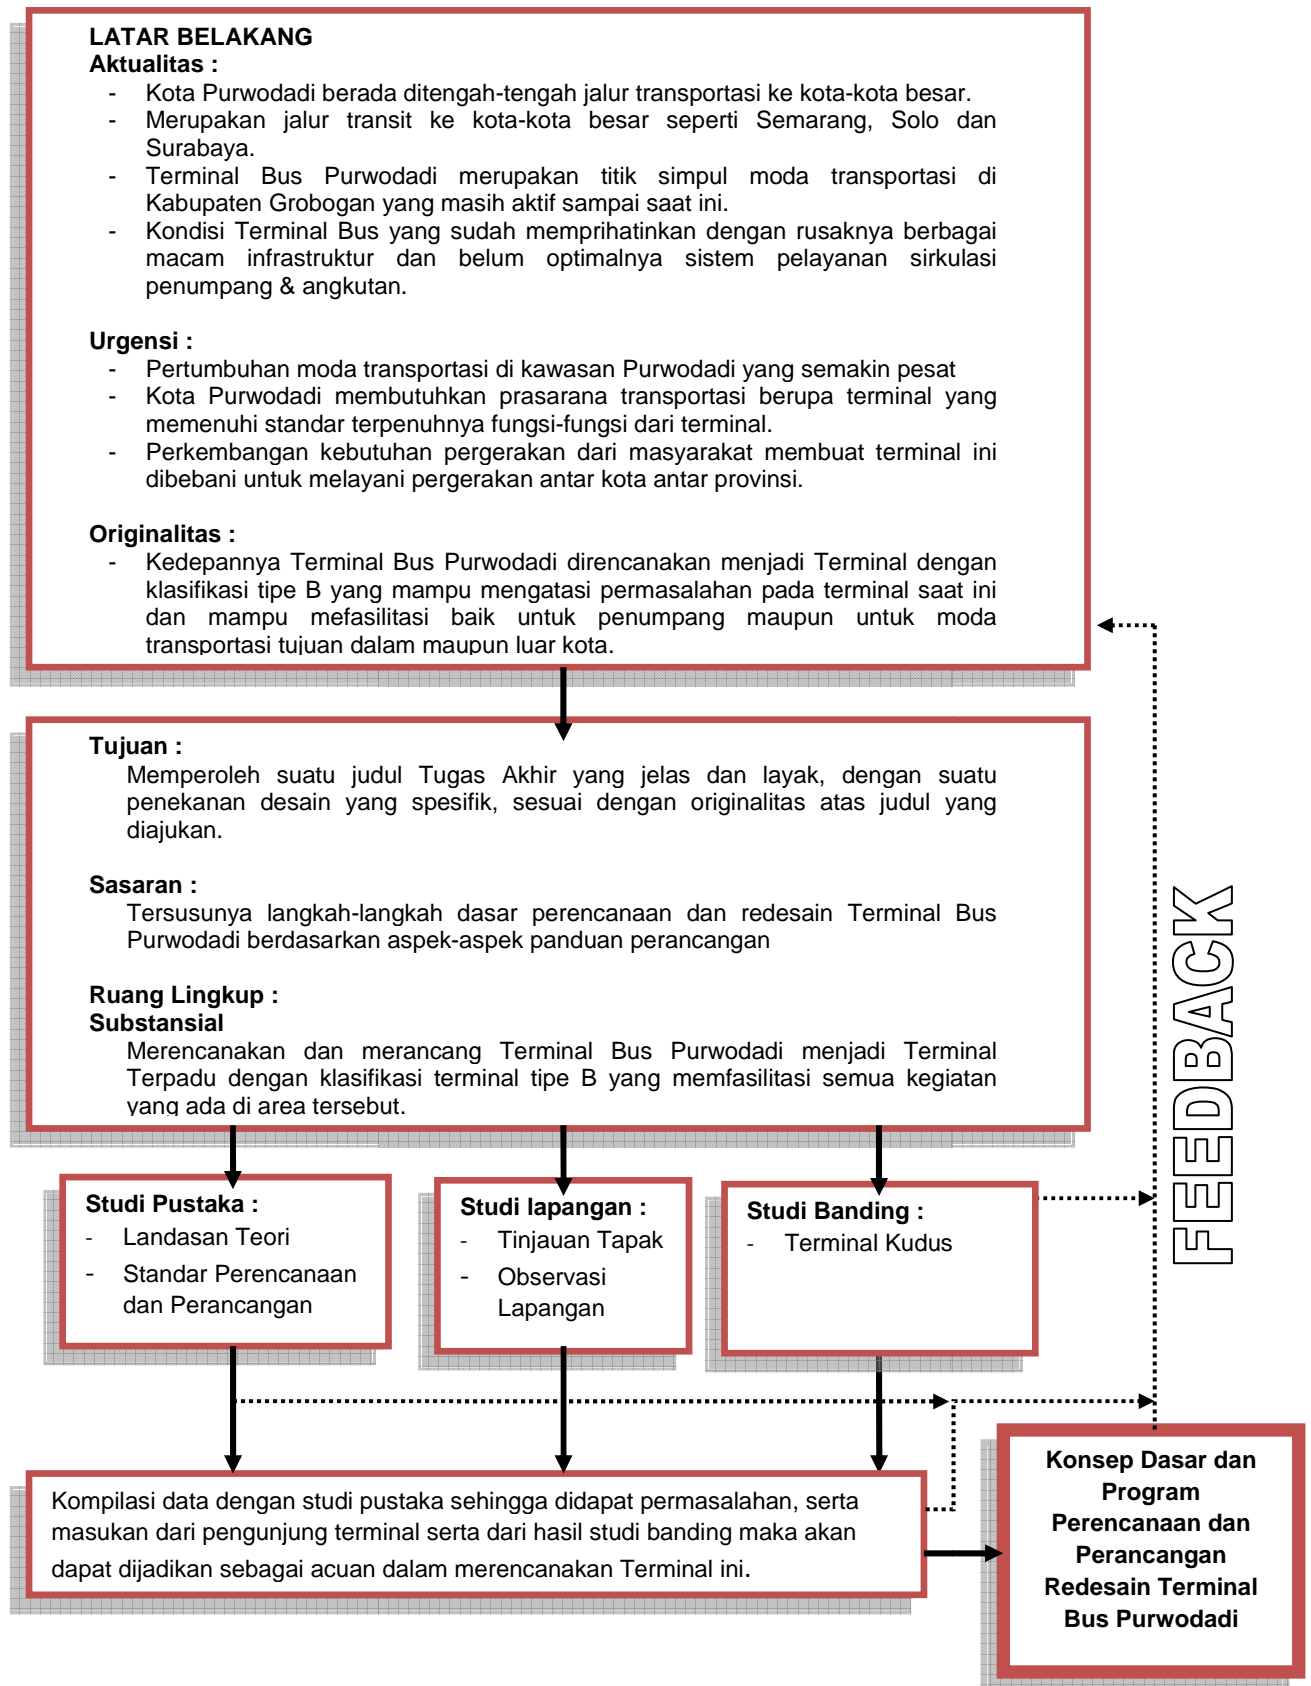 LATAR BELAKANG
Aktualitas :
- Kota Purwodadi berada ditengah-tengah jalur transportasi ke kota-kota besar.
- Merupakan jalur transit ke kota-kota besar seperti Semarang, Solo dan
Surabaya.
- Terminal Bus Purwodadi merupakan titik simpul moda transportasi di
Kabupaten Grobogan yang masih aktif sampai saat ini.
- Kondisi Terminal Bus yang sudah memprihatinkan dengan rusaknya berbagai
macam infrastruktur dan belum optimalnya sistem pelayanan sirkulasi
penumpang & angkutan.
Urgensi :
- Pertumbuhan moda transportasi di kawasan Purwodadi yang semakin pesat
- Kota Purwodadi membutuhkan prasarana transportasi berupa terminal yang
memenuhi standar terpenuhnya fungsi-fungsi dari terminal.
- Perkembangan kebutuhan pergerakan dari masyarakat membuat terminal ini
dibebani untuk melayani pergerakan antar kota antar provinsi.
Originalitas :
- Kedepannya Terminal Bus Purwodadi direncanakan menjadi Terminal dengan
klasifikasi tipe B yang mampu mengatasi permasalahan pada terminal saat ini
dan mampu mefasilitasi baik untuk penumpang maupun untuk moda
transportasi tujuan dalam maupun luar kota.
Tujuan :
Memperoleh suatu judul Tugas Akhir yang jelas dan layak, dengan suatu
penekanan desain yang spesifik, sesuai dengan originalitas atas judul yang
diajukan.
Sasaran :
Tersusunya langkah-langkah dasar perencanaan dan redesain Terminal Bus
Purwodadi berdasarkan aspek-aspek panduan perancangan
Ruang Lingkup :
Substansial
Merencanakan dan merancang Terminal Bus Purwodadi menjadi Terminal
Terpadu dengan klasifikasi terminal tipe B yang memfasilitasi semua kegiatan
yang ada di area tersebut.
FEEDBACK
Studi Pustaka :
- Landasan Teori
- Standar Perencanaan
dan Perancangan
Studi lapangan :
- Tinjauan Tapak
- Observasi
Lapangan
Studi Banding :
- Terminal Kudus
Kompilasi data dengan studi pustaka sehingga didapat permasalahan, serta
masukan dari pengunjung terminal serta dari hasil studi banding maka akan
dapat dijadikan sebagai acuan dalam merencanakan Terminal ini.
Konsep Dasar dan
Program
Perencanaan dan
Perancangan
Redesain Terminal
Bus Purwodadi